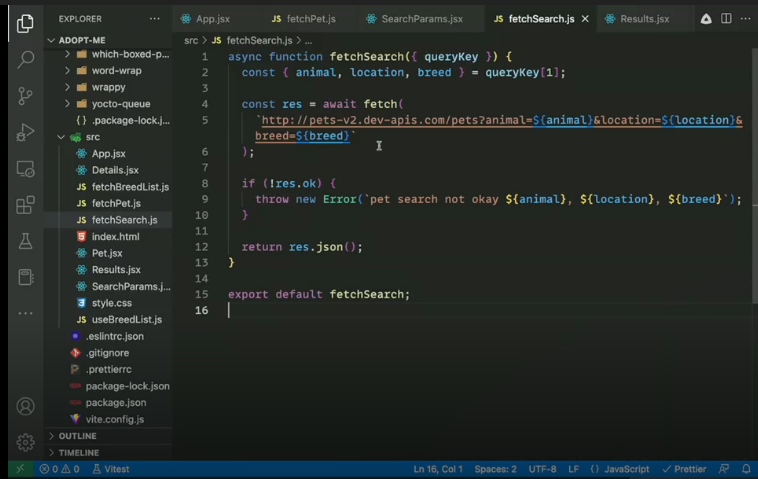 EXPLORER
App.jsx
JS fetchPet.js
SearchParams.jsx
JS fetchSearch.js
Results.jsx
ADOPT-ME
which-boxed-p...
word-wrap
wrappy
yocto-queue
{} .package-lock.j...
src
App.jsx
Details.jsx
JS fetchBreedList.js
JS fetchPet.js
JS fetchSearch.js
index.html
Pet.jsx
Results.jsx
SearchParams.j...
style.css
JS useBreedList.js
.eslintrc.json
.gitignore
.prettierrc
package-lock.json
package.json
vite.config.js
OUTLINE
TIMELINE
src > JS fetchSearch.js > ...
1 async function fetchSearch({ queryKey }) {
2 const { animal, location, breed } = queryKey[1];
3
4 const res = await fetch(
5 `http://pets-v2.dev-apis.com/pets?animal=${animal}&location=${location}&
breed=${breed}`
6 );
7
8 if (!res.ok) {
9 throw new Error(`pet search not okay ${animal}, ${location}, ${breed}`);
10 }
11
12 return res.json();
13 }
14
15 export default fetchSearch;
16
0 0 Vitest
Ln 16, Col 1 Spaces: 2 UTF-8 LF {} JavaScript Prettier